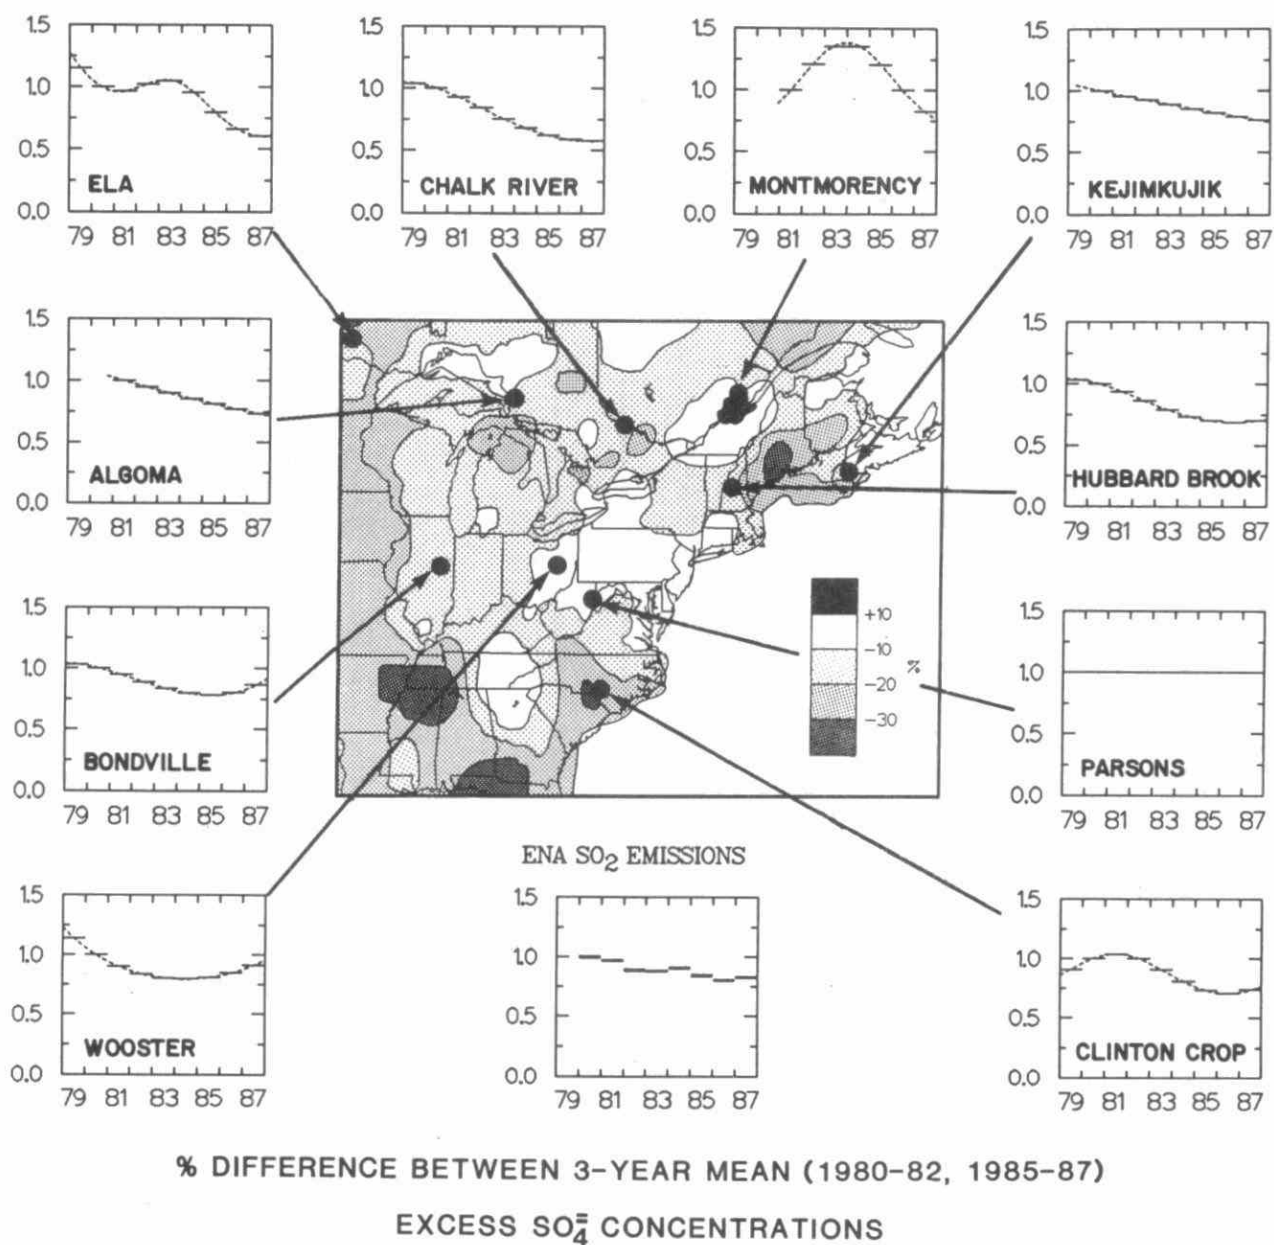 1.5
1.0
0.5
0.0
ELA
79 81 83 85 87
1.5
1.0
0.5
0.0
CHALK RIVER
79 81 83 85 87
1.5
1.0
0.5
0.0
MONTMORENCY
79 81 83 85 87
1.5
1.0
0.5
0.0
KEJIMKUJIK
79 81 83 85 87
1.5
1.0
0.5
0.0
ALGOMA
79 81 83 85 87
1.5
1.0
0.5
0.0
HUBBARD BROOK
79 81 83 85 87
+10
-10
-20
-30
%
1.5
1.0
0.5
0.0
BONDVILLE
79 81 83 85 87
1.5
1.0
0.5
0.0
PARSONS
79 81 83 85 87
1.5
1.0
0.5
0.0
WOOSTER
79 81 83 85 87
ENA SO₂ EMISSIONS
1.5
1.0
0.5
0.0
79 81 83 85 87
1.5
1.0
0.5
0.0
CLINTON CROP
79 81 83 85 87
% DIFFERENCE BETWEEN 3-YEAR MEAN (1980-82, 1985-87)
EXCESS SO₄⁼ CONCENTRATIONS